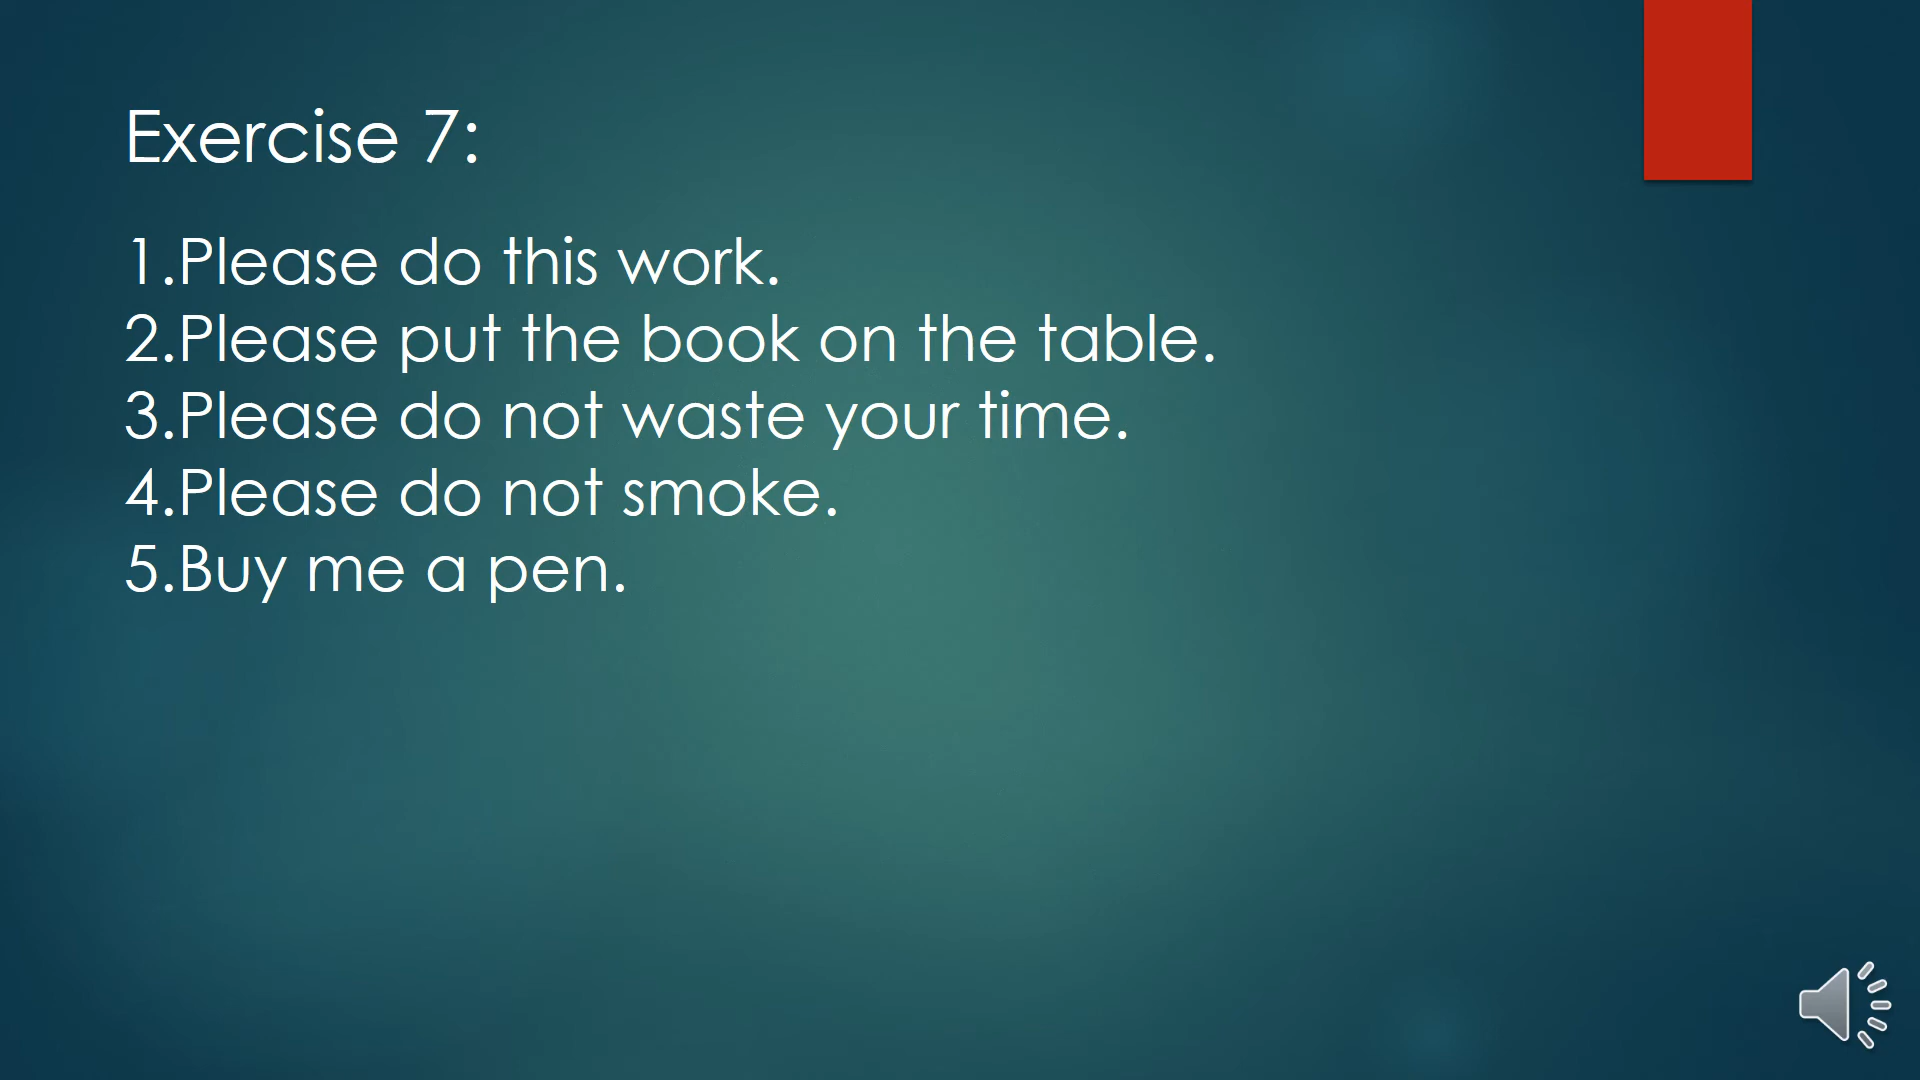 Exercise 7:
1.Please do this work.
2.Please put the book on the table.
3.Please do not waste your time.
4.Please do not smoke.
5.Buy me a pen.